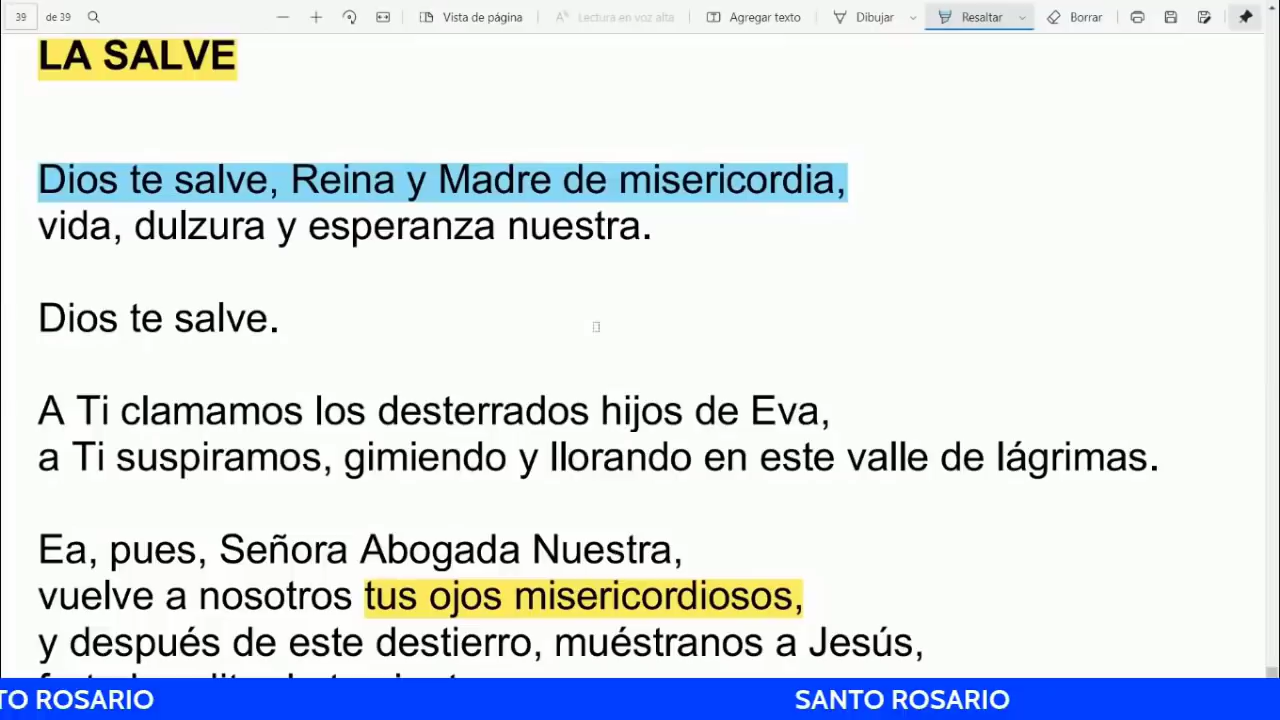 39 de 39 Vista de página Lectura en voz alta Agregar texto Dibujar Resaltar Borrar
LA SALVE
Dios te salve, Reina y Madre de misericordia,
vida, dulzura y esperanza nuestra.
Dios te salve.
A Ti clamamos los desterrados hijos de Eva,
a Ti suspiramos, gimiendo y llorando en este valle de lágrimas.
Ea, pues, Señora Abogada Nuestra,
vuelve a nosotros tus ojos misericordiosos,
y después de este destierro, muéstranos a Jesús,
TO ROSARIO SANTO ROSARIO